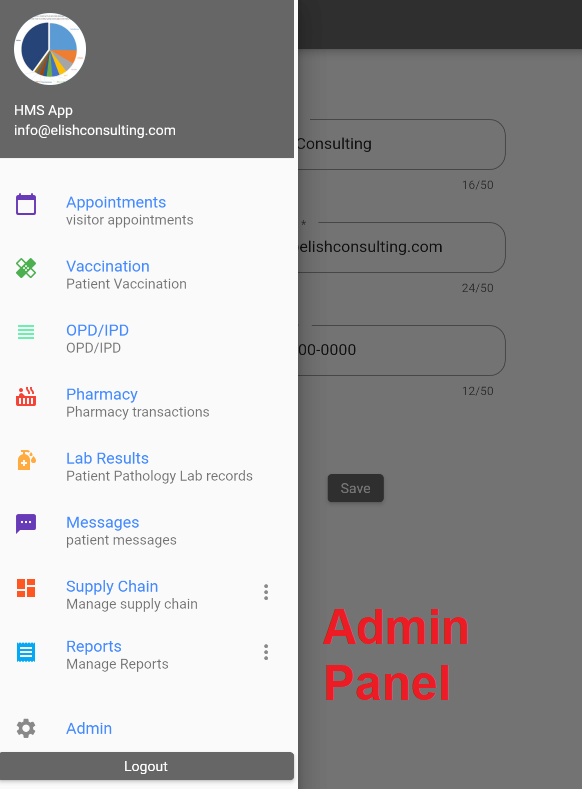 HMS App
info@elishconsulting.com
Appointments
visitor appointments
Vaccination
Patient Vaccination
OPD/IPD
OPD/IPD
Pharmacy
Pharmacy transactions
Lab Results
Patient Pathology Lab records
Messages
patient messages
Supply Chain
Manage supply chain
Reports
Manage Reports
Admin
Logout
Consulting
16/50
*
elishconsulting.com
24/50
00-0000
12/50
Save
Admin
Panel